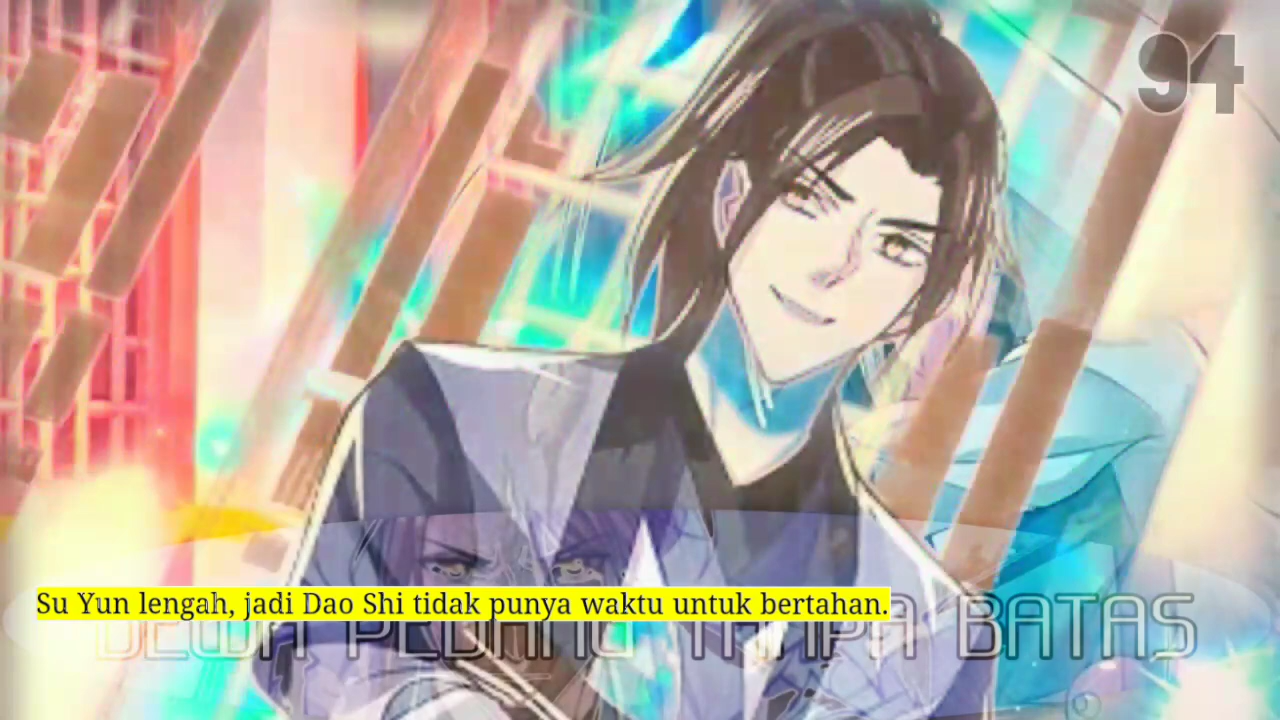 94
Su Yun lengah, jadi Dao Shi tidak punya waktu untuk bertahan.
DEWA PEDANG TANPA BATAS